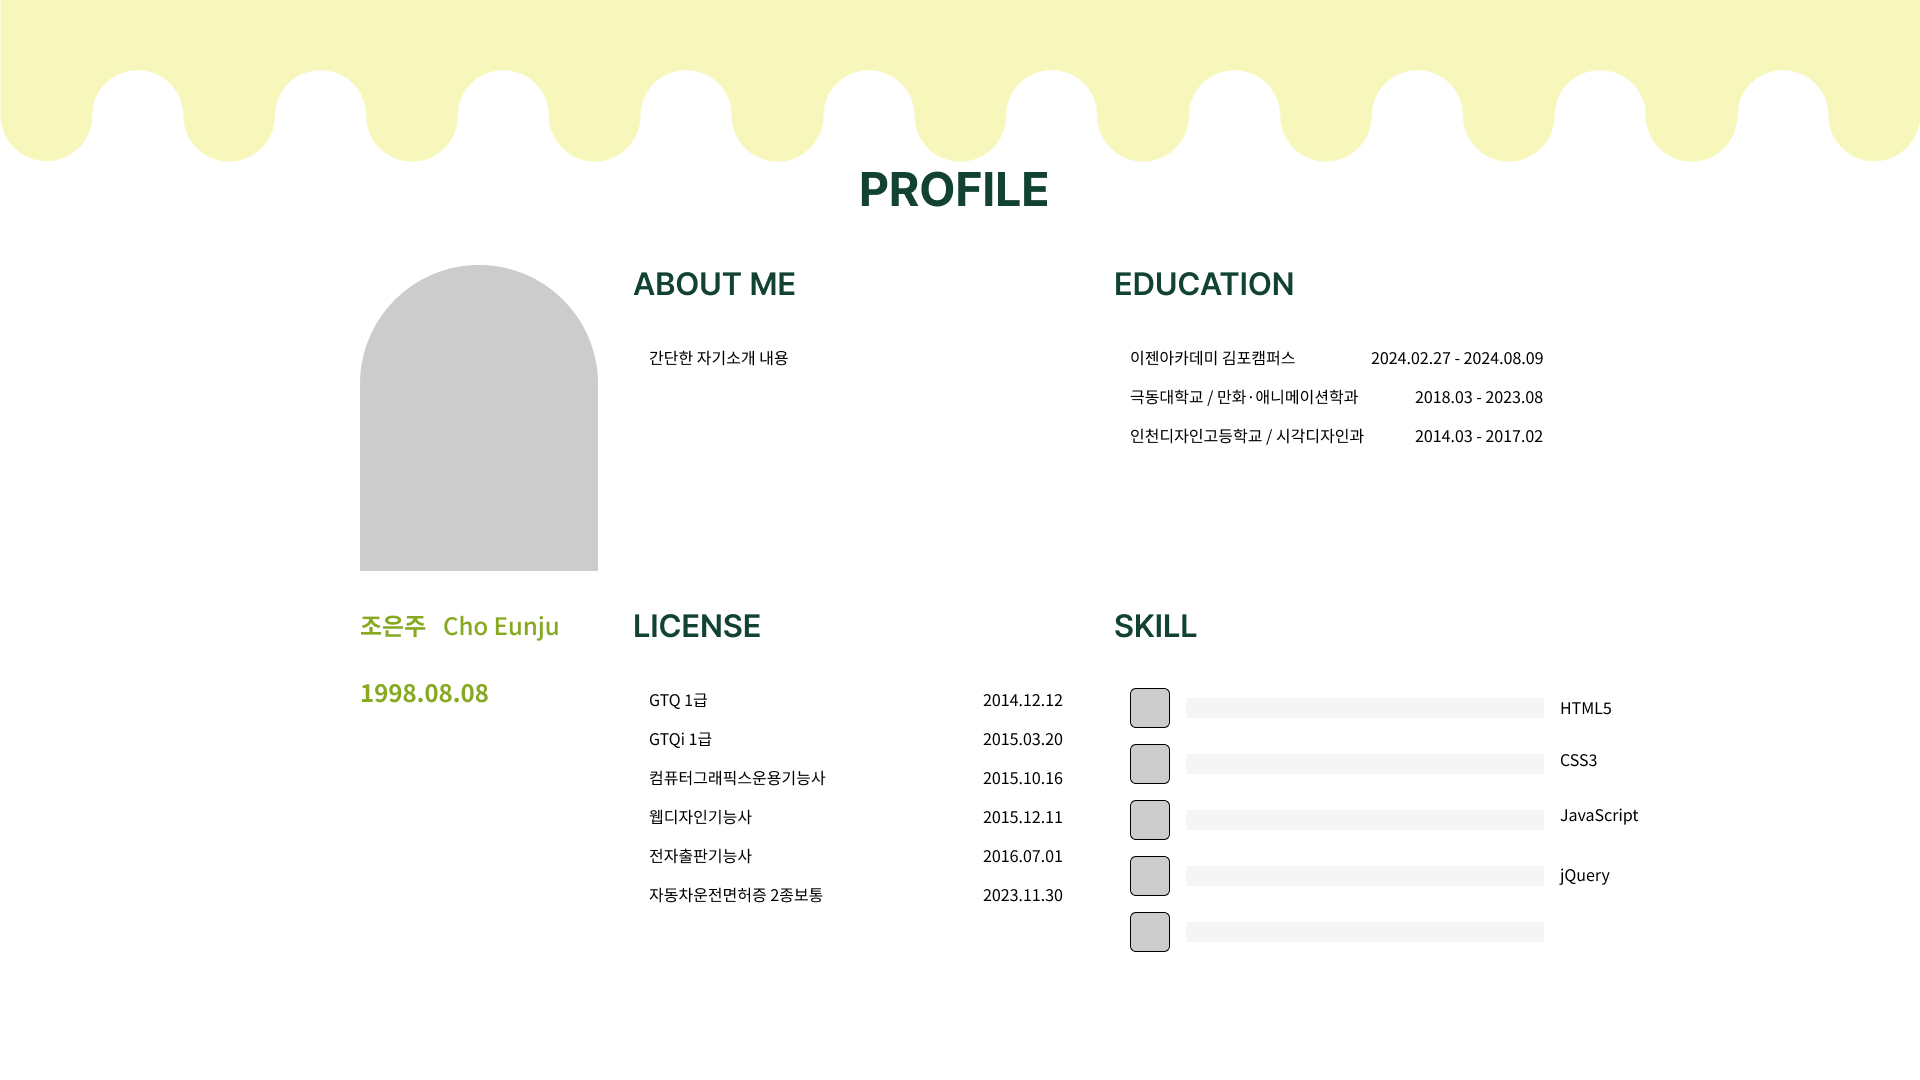 PROFILE
ABOUT ME
간단한 자기소개 내용
EDUCATION
이젠아카데미 김포캠퍼스 2024.02.27 - 2024.08.09
극동대학교 / 만화·애니메이션학과 2018.03 - 2023.08
인천디자인고등학교 / 시각디자인과 2014.03 - 2017.02
조은주 Cho Eunju
1998.08.08
LICENSE
GTQ 1급 2014.12.12
GTQi 1급 2015.03.20
컴퓨터그래픽스운용기능사 2015.10.16
웹디자인기능사 2015.12.11
전자출판기능사 2016.07.01
자동차운전면허증 2종보통 2023.11.30
SKILL
HTML5
CSS3
JavaScript
jQuery